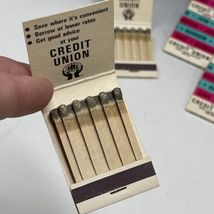 • Save where it's convenient
• Borrow at lower rates
• Get good advice
at your
CREDIT
UNION